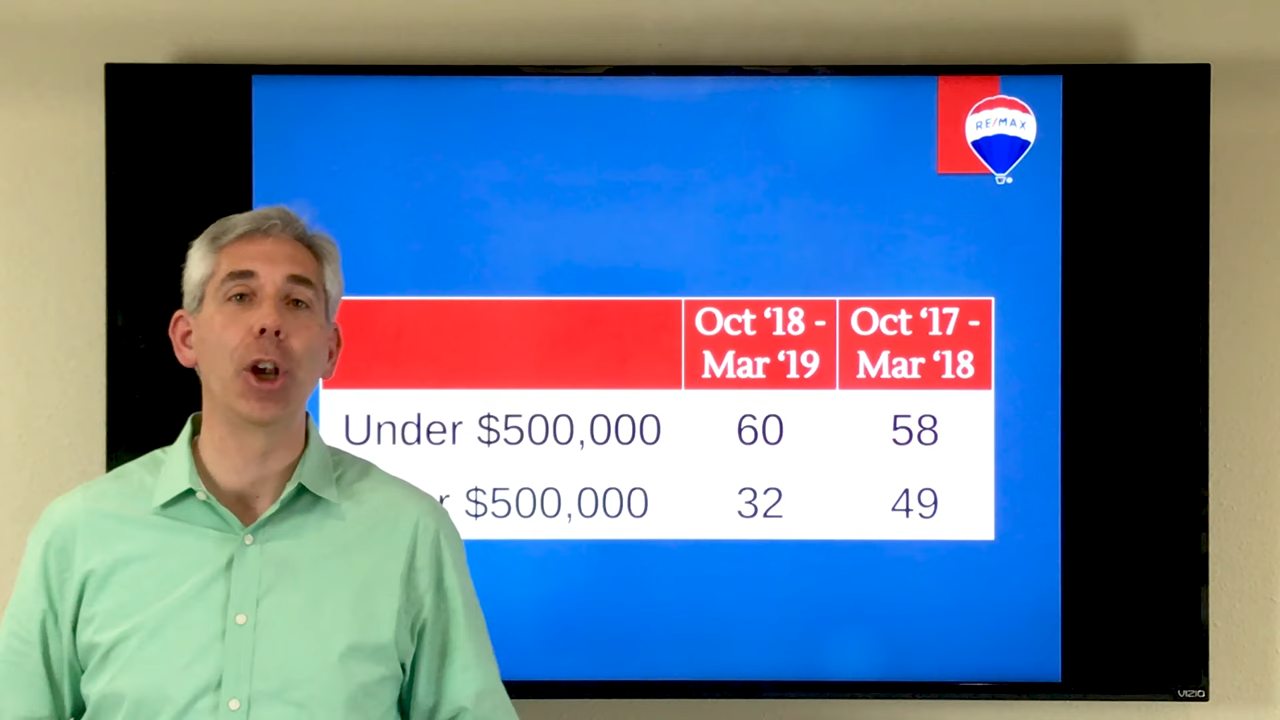 RE/MAX
Oct ‘18 -
Mar ‘19
Oct ‘17 -
Mar ‘18
Under $500,000 60 58
$500,000 32 49
VIZIO